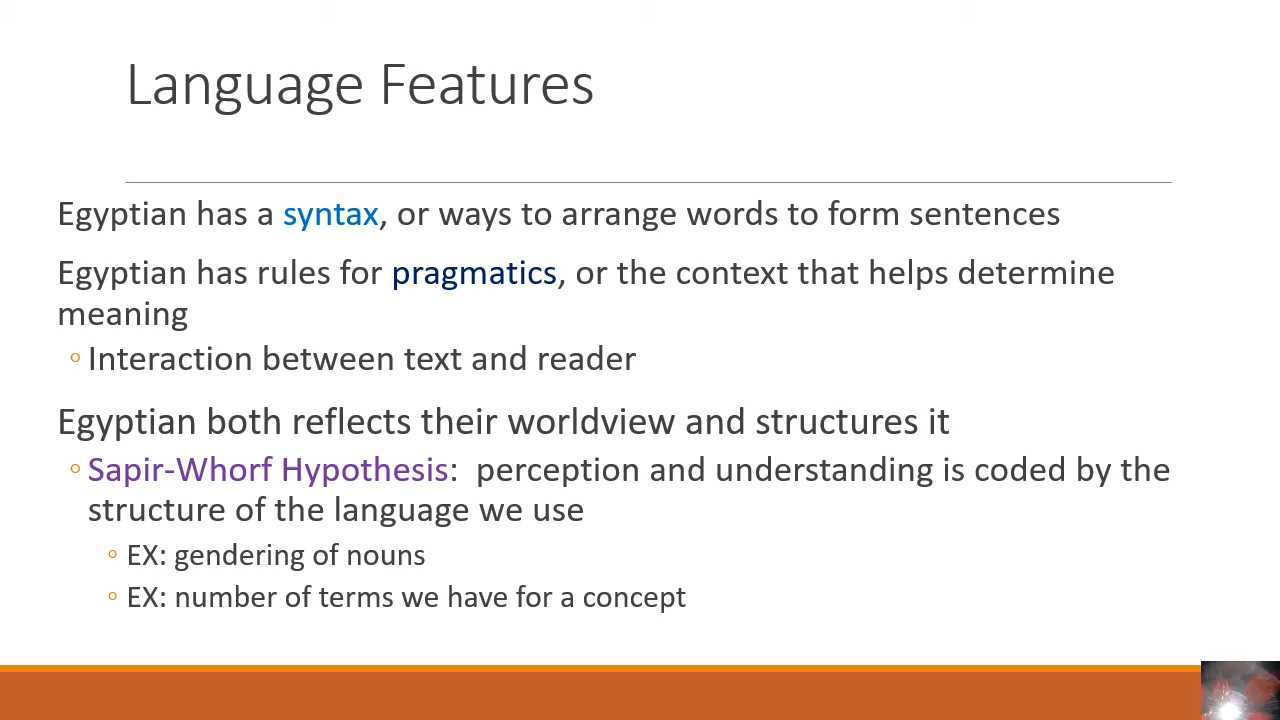 Language Features
Egyptian has a syntax, or ways to arrange words to form sentences
Egyptian has rules for pragmatics, or the context that helps determine
meaning
◦ Interaction between text and reader
Egyptian both reflects their worldview and structures it
◦ Sapir-Whorf Hypothesis:  perception and understanding is coded by the
structure of the language we use
◦ EX: gendering of nouns
◦ EX: number of terms we have for a concept